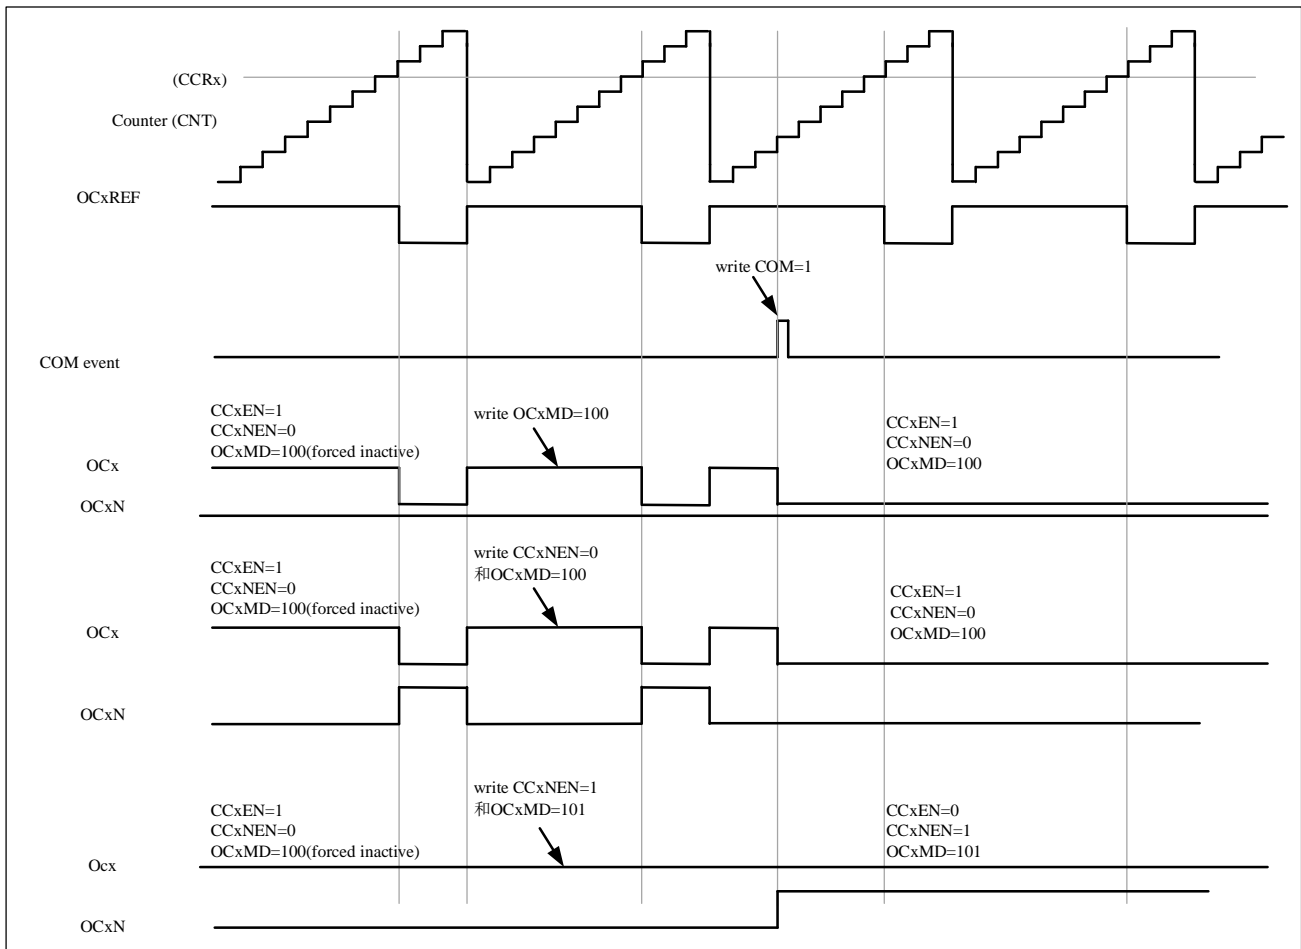 (CCRx)
Counter (CNT)
OCxREF
write COM=1
COM event
CCxEN=1
CCxNEN=0
OCxMD=100(forced inactive)
write OCxMD=100
CCxEN=1
CCxNEN=0
OCxMD=100
OCx
OCxN
CCxEN=1
CCxNEN=0
OCxMD=100(forced inactive)
write CCxNEN=0
和OCxMD=100
CCxEN=1
CCxNEN=0
OCxMD=100
OCx
OCxN
CCxEN=1
CCxNEN=0
OCxMD=100(forced inactive)
write CCxNEN=1
和OCxMD=101
CCxEN=0
CCxNEN=1
OCxMD=101
Ocx
OCxN